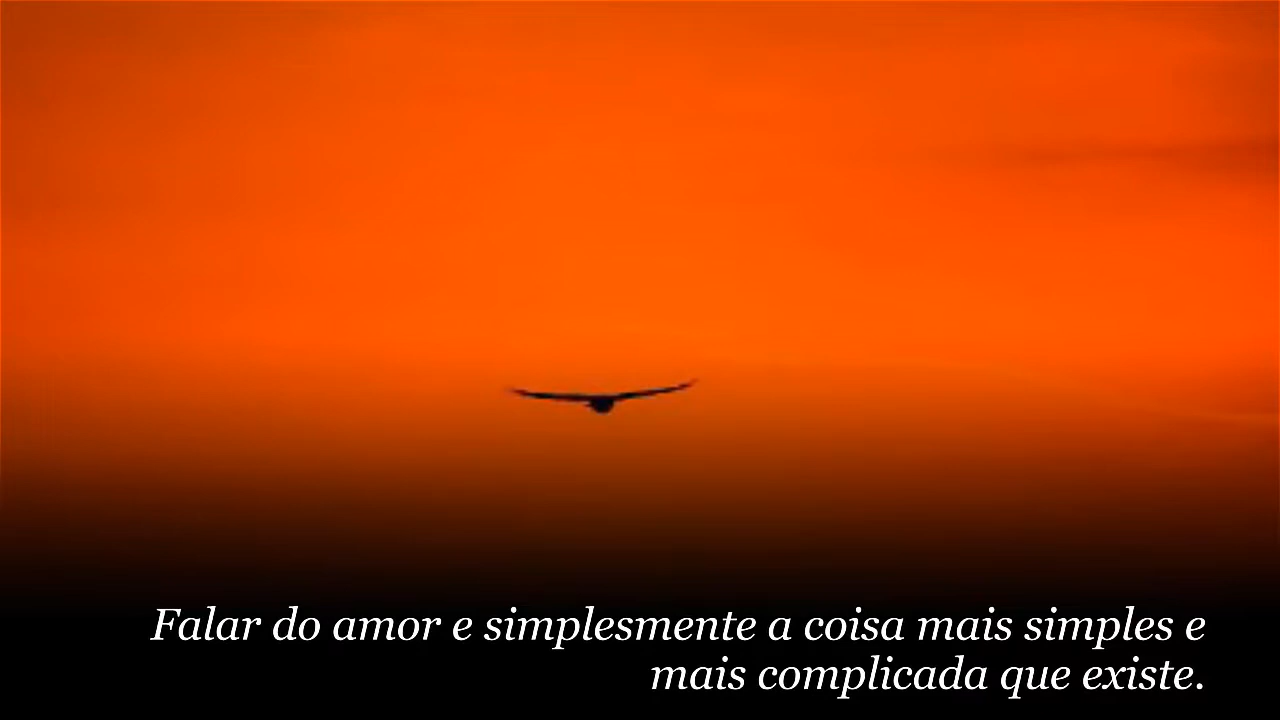 Falar do amor e simplesmente a coisa mais simples e
mais complicada que existe.